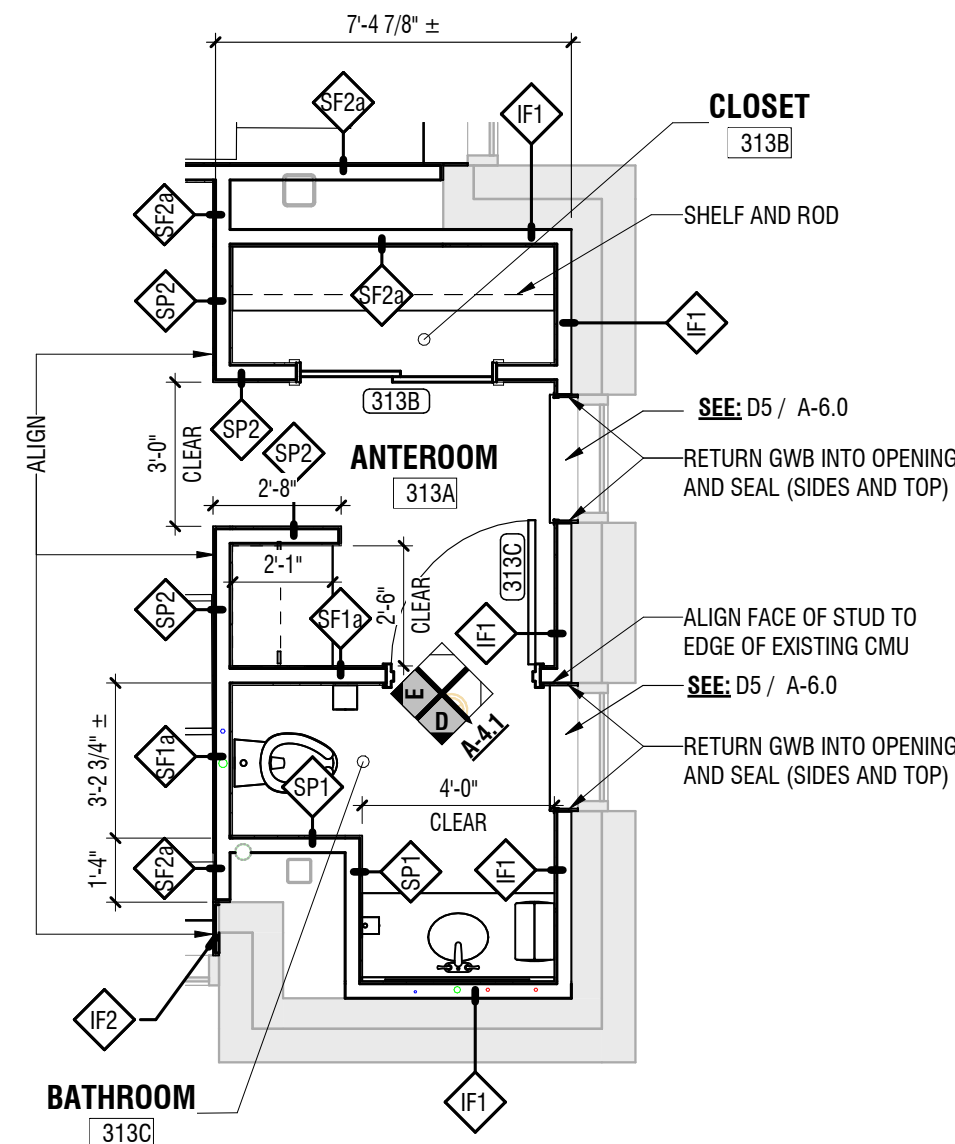 7'-4 7/8" ±
SF2a
IF1
CLOSET
313B
SF2a
SHELF AND ROD
SP2
SF2a
IF1
313B
SEE: D5 / A-6.0
SP2
ALIGN
3'-0"
CLEAR
SP2
ANTEROOM
313A
RETURN GWB INTO OPENING
AND SEAL (SIDES AND TOP)
2'-8"
2'-1"
2'-6"
CLEAR
313C
SP2
SF1a
IF1
ALIGN FACE OF STUD TO
EDGE OF EXISTING CMU
SEE: D5 / A-6.0
E
D
A-4.1
3'-2 3/4" ±
SF1a
RETURN GWB INTO OPENING
AND SEAL (SIDES AND TOP)
SP1
4'-0"
CLEAR
1'-4"
SF2a
SP1
IF1
IF2
BATHROOM
313C
IF1